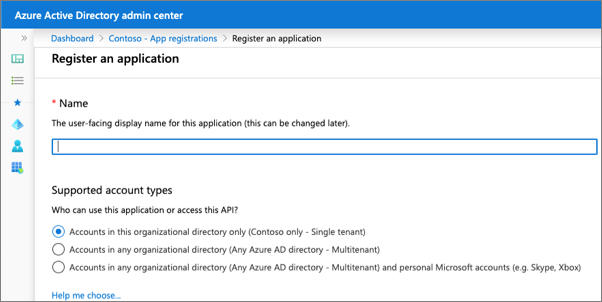 Azure Active Directory admin center
Dashboard > Contoso - App registrations > Register an application
Register an application
* Name
The user-facing display name for this application (this can be changed later).
Supported account types
Who can use this application or access this API?
Accounts in this organizational directory only (Contoso only - Single tenant)
Accounts in any organizational directory (Any Azure AD directory - Multitenant)
Accounts in any organizational directory (Any Azure AD directory - Multitenant) and personal Microsoft accounts (e.g. Skype, Xbox)
Help me choose...